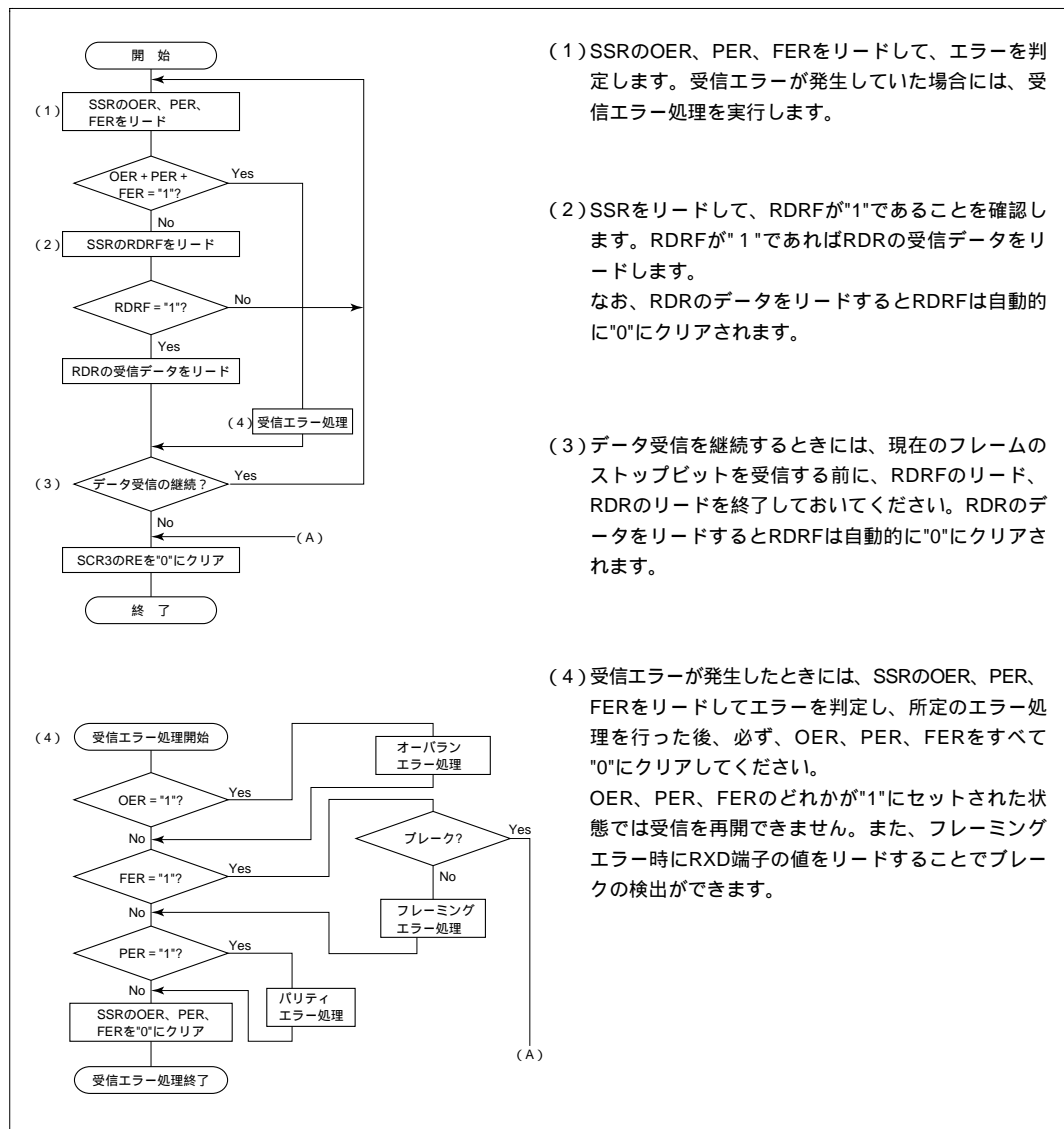 開 始
(1)
SSRのOER、PER、
FERをリード
OER + PER +
FER = "1"?
Yes
No
(2)
SSRのRDRFをリード
RDRF = "1"?
No
Yes
RDRの受信データをリード
(4)
受信エラー処理
(3)
データ受信の継続?
Yes
No
(A)
SCR3のREを"0"にクリア
終 了
(4)
受信エラー処理開始
OER = "1"?
Yes
オーバラン
エラー処理
No
FER = "1"?
Yes
ブレーク?
Yes
No
フレーミング
エラー処理
No
PER = "1"?
Yes
パリティ
エラー処理
No
SSRのOER、PER、
FERを"0"にクリア
(A)
受信エラー処理終了
(1)SSRのOER、PER、FERをリードして、エラーを判
定します。受信エラーが発生していた場合には、受
信エラー処理を実行します。
(2)SSRをリードして、RDRFが"1"であることを確認し
ます。RDRFが"1"であればRDRの受信データをリ
ードします。
なお、RDRのデータをリードするとRDRFは自動的
に"0"にクリアされます。
(3)データ受信を継続するときには、現在のフレームの
ストップビットを受信する前に、RDRFのリード、
RDRのリードを終了しておいてください。RDRのデ
ータをリードするとRDRFは自動的に"0"にクリアさ
れます。
(4)受信エラーが発生したときには、SSRのOER、PER、
FERをリードしてエラーを判定し、所定のエラー処
理を行った後、必ず、OER、PER、FERをすべて
"0"にクリアしてください。
OER、PER、FERのどれかが"1"にセットされた状
態では受信を再開できません。また、フレーミング
エラー時にRXD端子の値をリードすることでブレー
クの検出ができます。